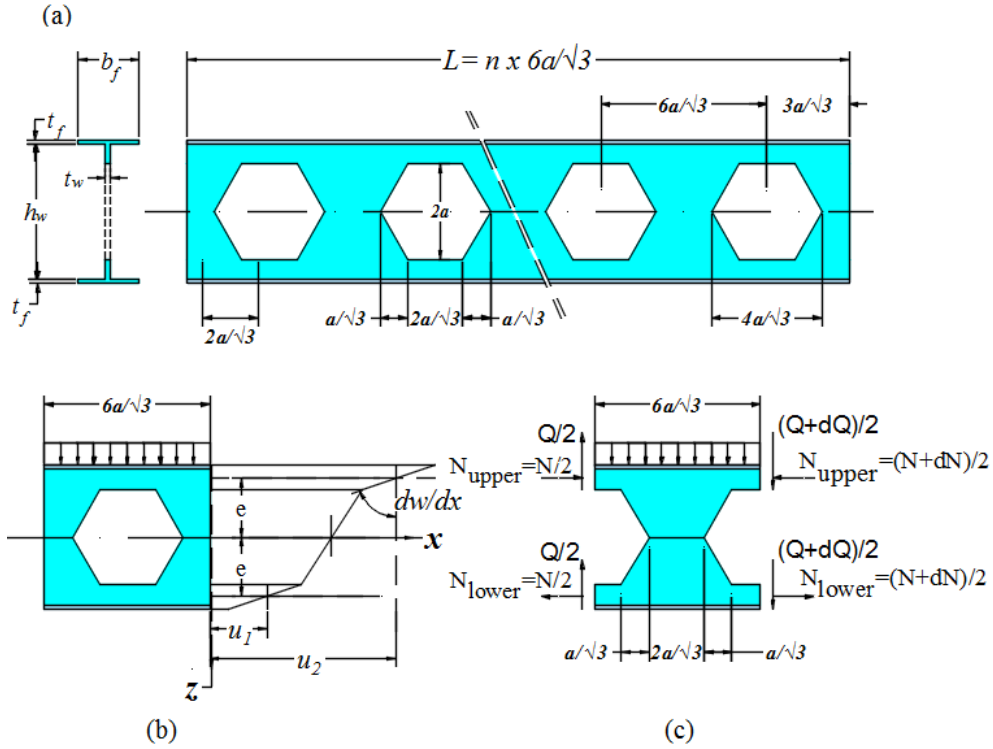 (a)
b_f
L= n x 6a/√3
6a/√3
3a/√3
t_f
t_w
h_w
2a
t_f
2a/√3
a/√3
2a/√3
a/√3
4a/√3
6a/√3
6a/√3
Q/2
(Q+dQ)/2
N_upper=N/2
N_upper=(N+dN)/2
dw/dx
e
x
e
Q/2
(Q+dQ)/2
N_lower=N/2
N_lower=(N+dN)/2
u_1
a/√3
2a/√3
a/√3
u_2
z
(b)
(c)